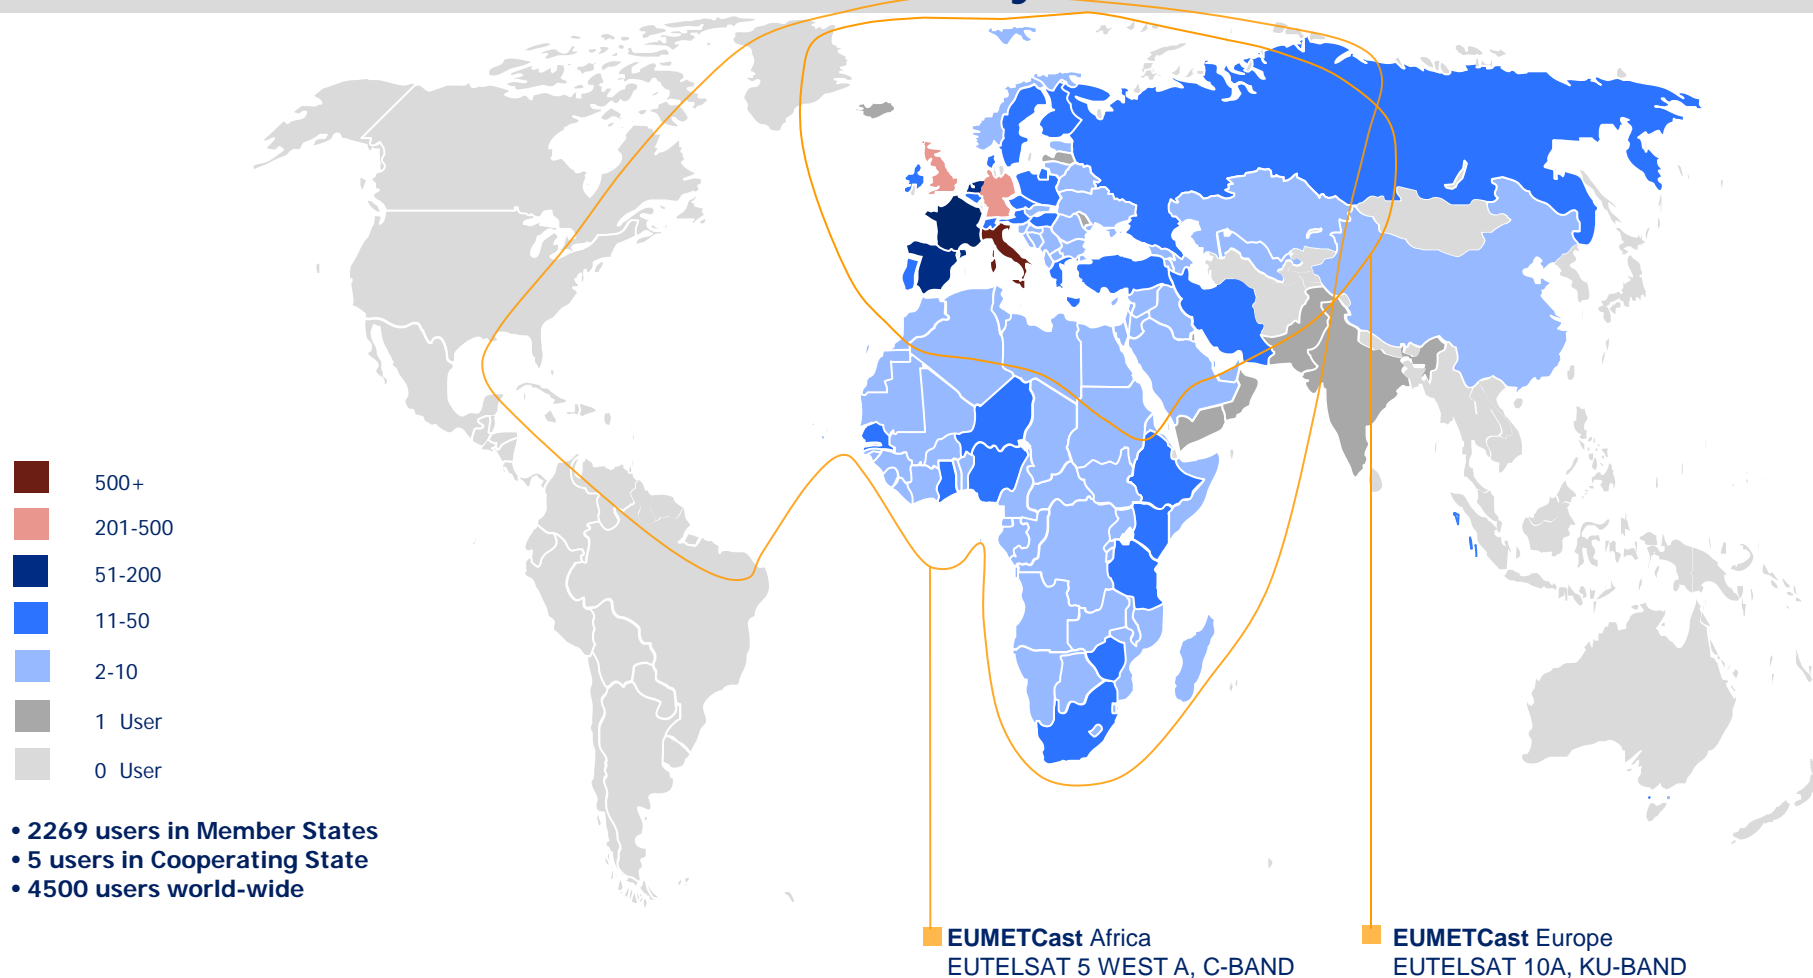 500+
201-500
51-200
11-50
2-10
1 User
0 User
• 2269 users in Member States
• 5 users in Cooperating State
• 4500 users world-wide
EUMETCast Africa
EUTELSAT 5 WEST A, C-BAND
EUMETCast Europe
EUTELSAT 10A, KU-BAND